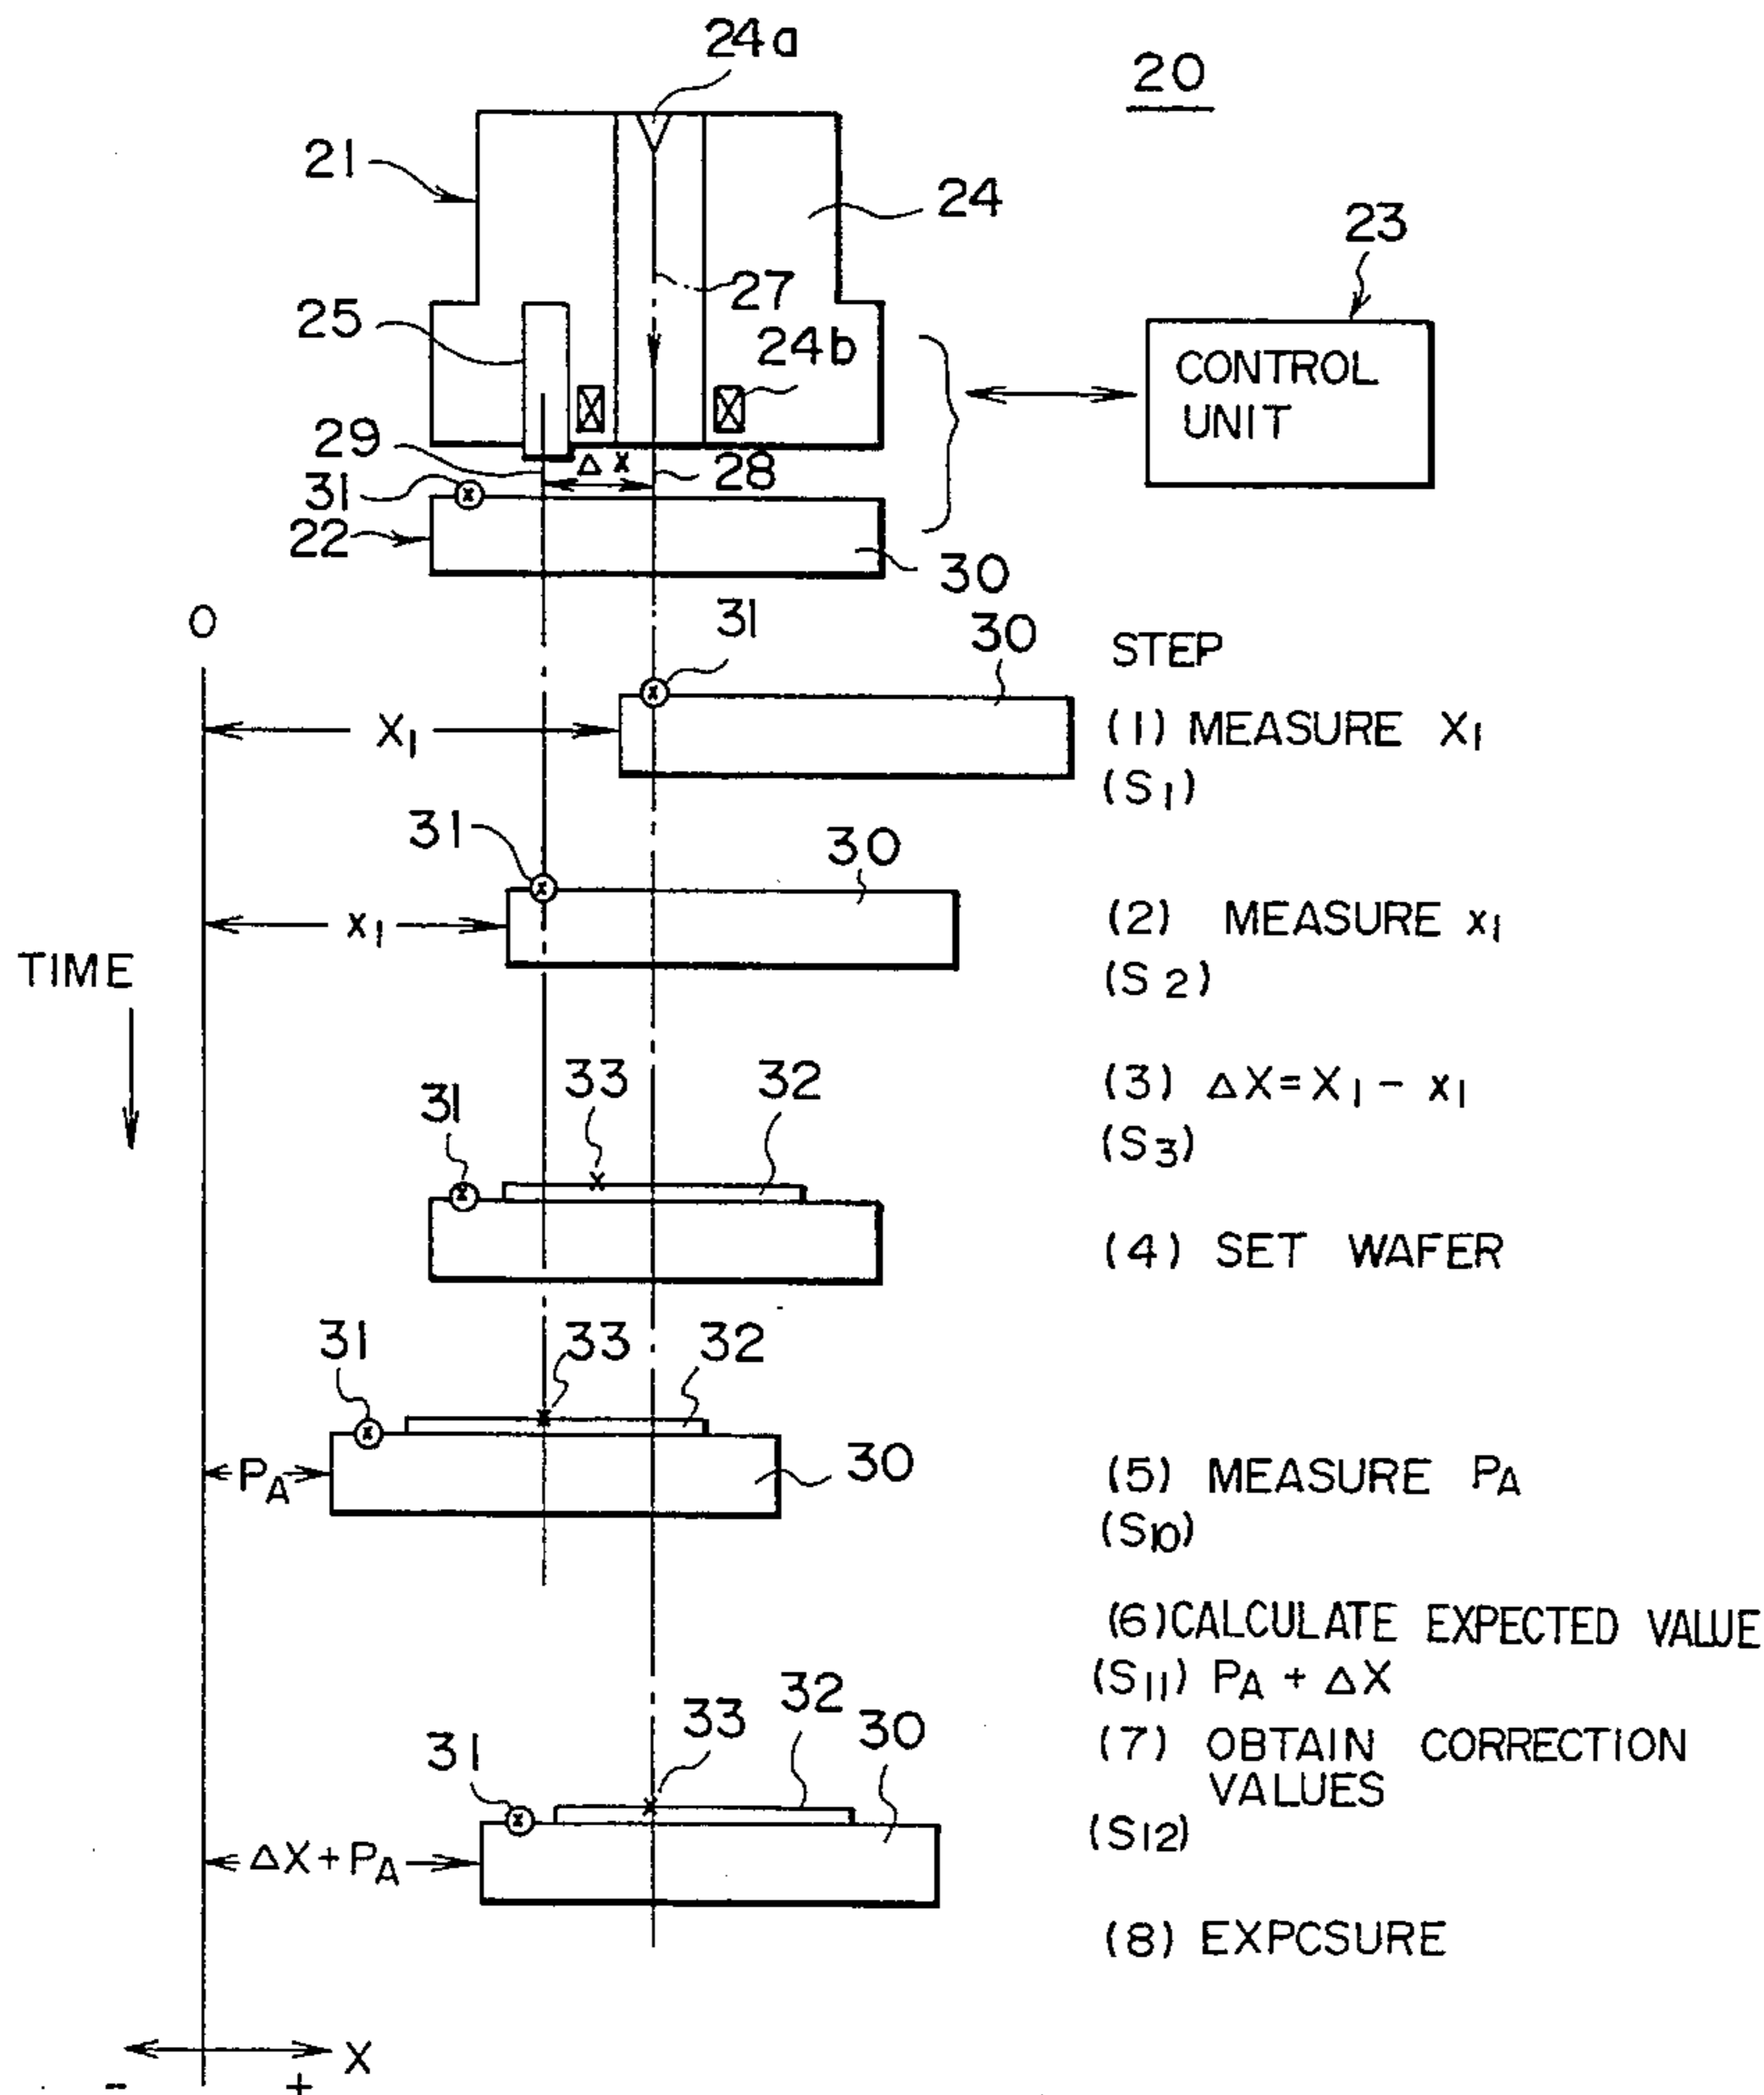 24a
20
21
24
23
27
25
24b
CONTROL
UNIT
29
Δ x
28
31
22
30
0
31
30
STEP
X1
(1) MEASURE X1
(S1)
31
30
x1
(2) MEASURE x1
(S2)
TIME
33
32
31
(3) ΔX=X1 - x1
(S3)
(4) SET WAFER
31
33
32
PA
30
(5) MEASURE PA
(S10)
(6)CALCULATE EXPECTED VALUE
(S11) PA + ΔX
32
33
30
31
(7) OBTAIN CORRECTION
VALUES
(S12)
ΔX+PA
(8) EXPCSURE
X
- +